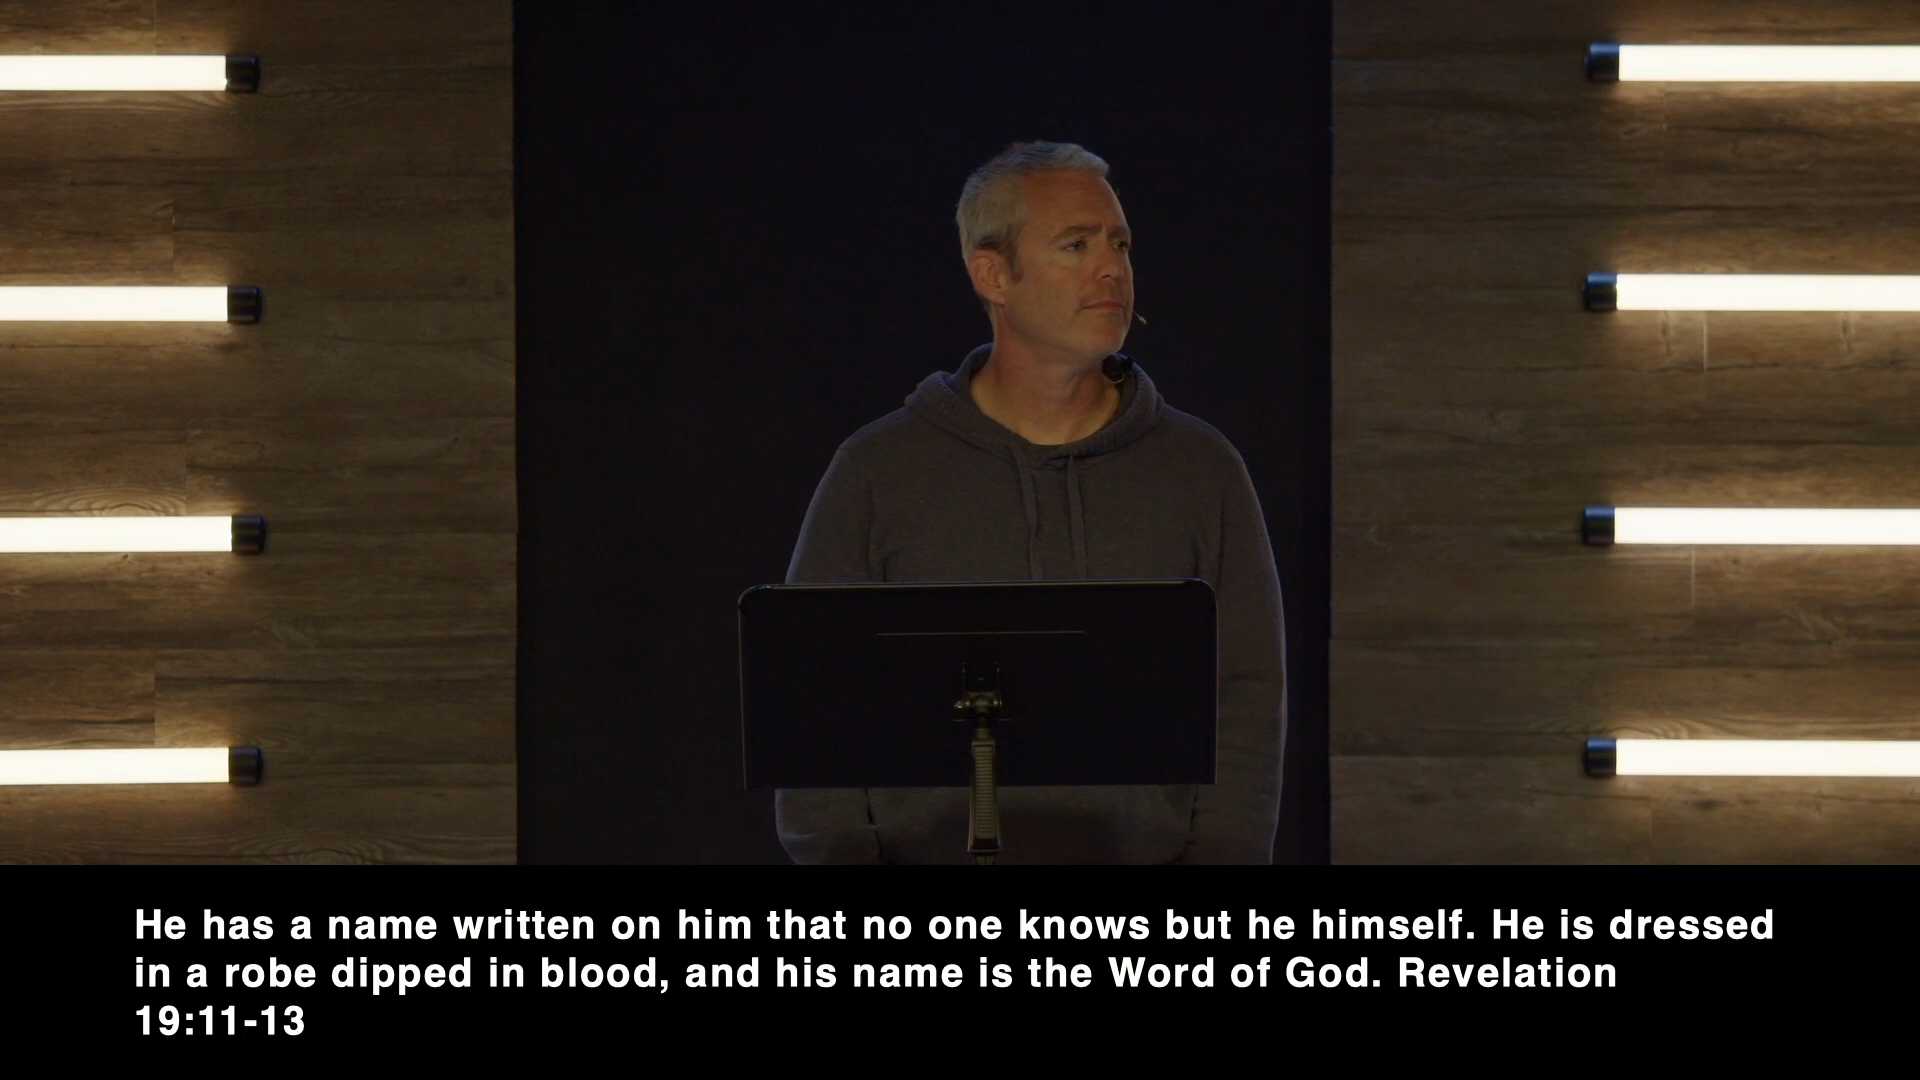 He has a name written on him that no one knows but he himself. He is dressed
in a robe dipped in blood, and his name is the Word of God. Revelation
19:11-13